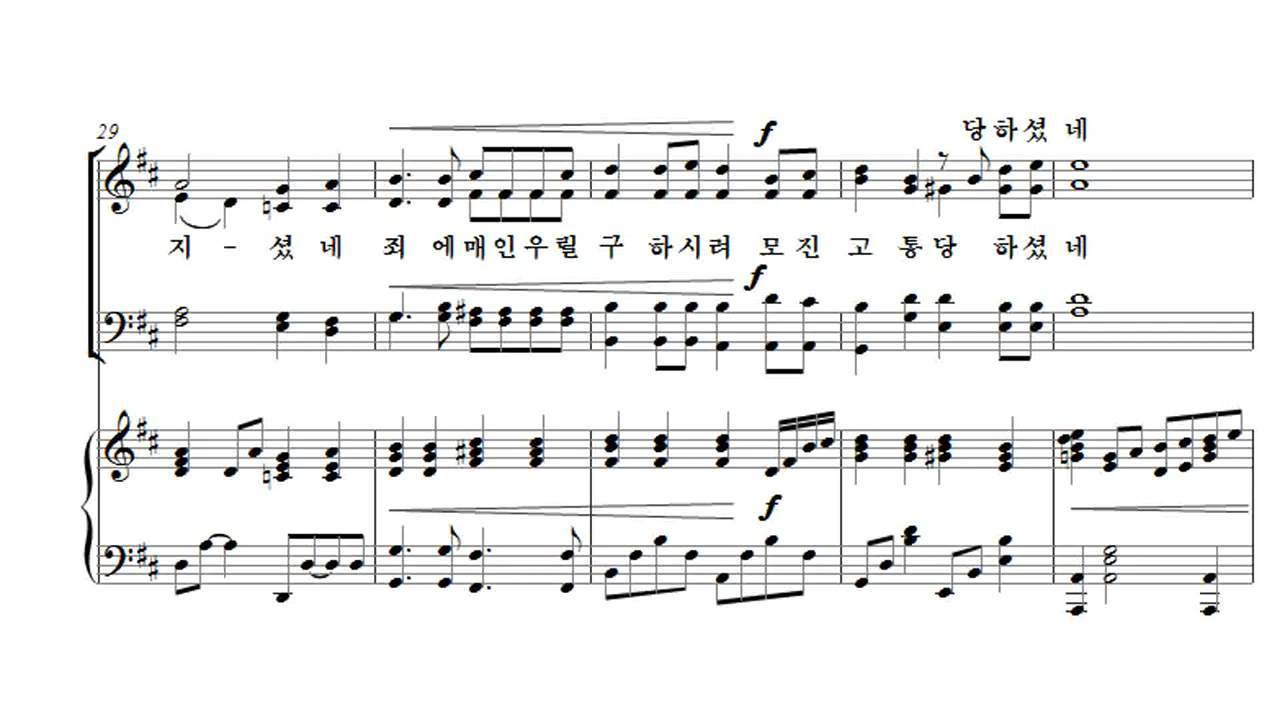 29
f
당하셨 네
지 - 셨 네 죄 에매인우릴 구 하시려 모 진 고 통당 하셨 네
f
f